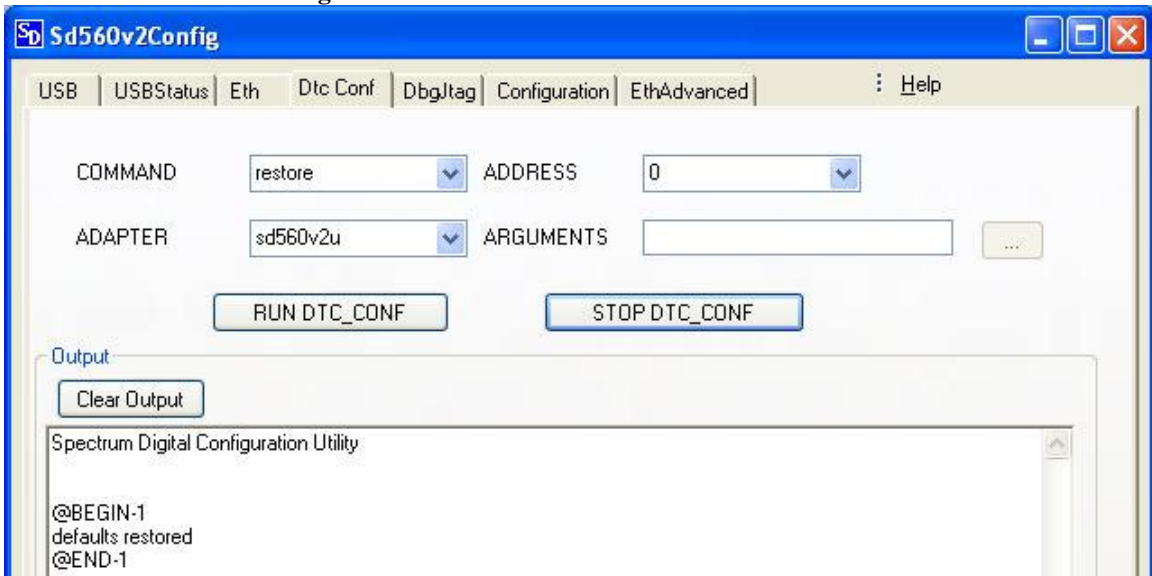 Sd560v2Config
USB USBStatus Eth Dtc Conf DbgJtag Configuration EthAdvanced Help
COMMAND restore ADDRESS 0
ADAPTER sd560v2u ARGUMENTS ...
RUN DTC_CONF STOP DTC_CONF
Output
Clear Output
Spectrum Digital Configuration Utility
@BEGIN-1
defaults restored
@END-1